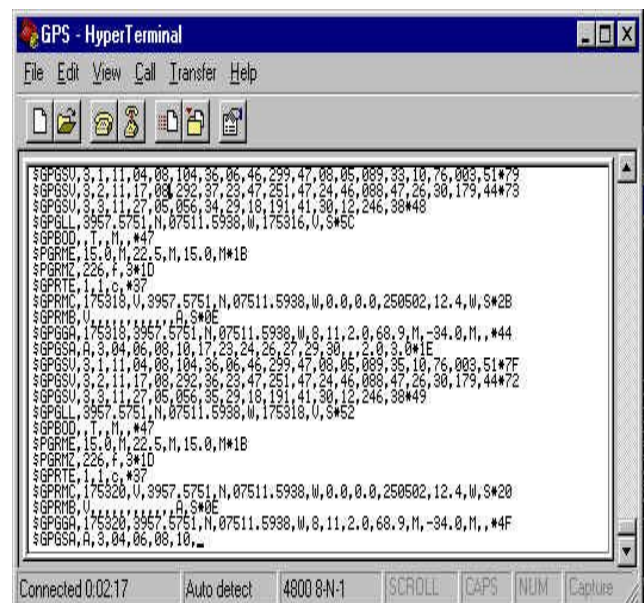 GPS - HyperTerminal
File Edit View Call Transfer Help
$GPGSV,3,1,11,04,08,104,36,06,46,299,47,08,05,089,33,10,76,003,51*79
$GPGSV,3,2,11,17,08,292,37,23,47,251,47,24,46,088,47,26,30,179,44*73
$GPGSV,3,3,11,27,05,056,34,29,18,191,41,30,12,246,38*48
$GPGLL,3957.5751,N,07511.5938,W,175316,V,S*5C
$GPBOD,,T,,M,,*47
$PGRME,15.0,M,22.5,M,15.0,M*1B
$PGRMZ,226,f,3*1D
$GPRTE,1,1,c,*37
$GPRMC,175318,V,3957.5751,N,07511.5938,W,0.0,0.0,250502,12.4,W,S*2B
$GPRMB,V,,,,,,,,,,,,A,S*0E
$GPGGA,175318,3957.5751,N,07511.5938,W,8,11,2.0,68.9,M,-34.0,M,,*44
$GPGSA,A,3,04,06,08,10,17,23,24,26,27,29,30,,,2.0,3.0*1E
$GPGSV,3,1,11,04,08,104,36,06,46,299,47,08,05,089,35,10,76,003,51*7F
$GPGSV,3,2,11,17,08,292,36,23,47,251,47,24,46,088,47,26,30,179,44*72
$GPGSV,3,3,11,27,05,056,35,29,18,191,41,30,12,246,38*49
$GPGLL,3957.5751,N,07511.5938,W,175318,V,S*52
$GPBOD,,T,,M,,*47
$PGRME,15.0,M,22.5,M,15.0,M*1B
$PGRMZ,226,f,3*1D
$GPRTE,1,1,c,*37
$GPRMC,175320,V,3957.5751,N,07511.5938,W,0.0,0.0,250502,12.4,W,S*20
$GPRMB,V,,,,,,,,,,,,A,S*0E
$GPGGA,175320,3957.5751,N,07511.5938,W,8,11,2.0,68.9,M,-34.0,M,,*4F
$GPGSA,A,3,04,06,08,10,_
Connected 0:02:17 Auto detect 4800 8-N-1 SCROLL CAPS NUM Capture